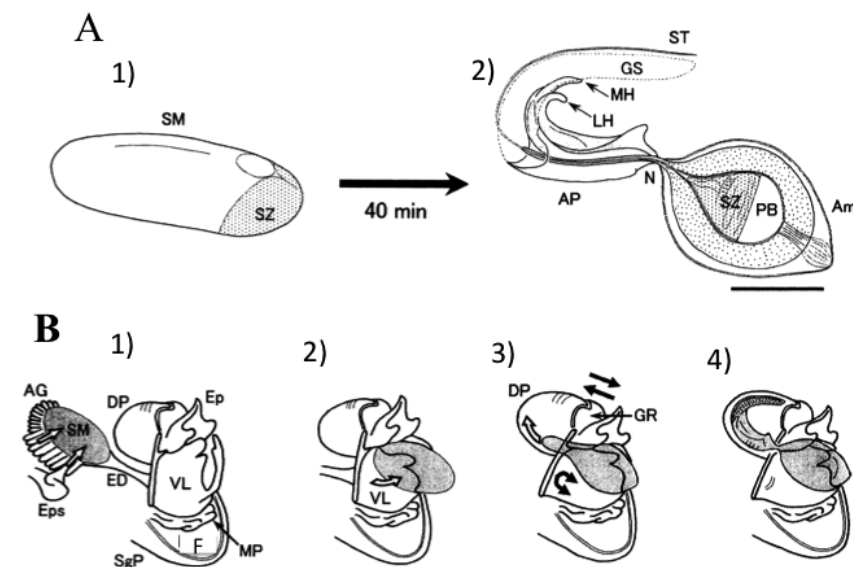 A
1)
SM
SZ
40 min
2)
ST
GS
MH
LH
N
AP
SZ
PB
Am
B
1)
AG
SM
DP
Ep
ED
VL
Eps
MP
SgP
F
2)
VL
3)
DP
GR
4)